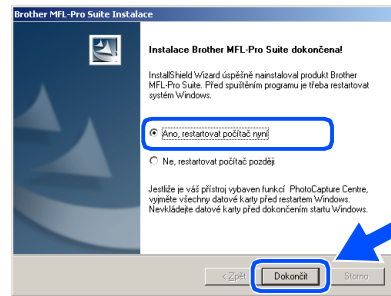 Brother MFL-Pro Suite Instalace
Instalace Brother MFL-Pro Suite dokončena!
InstallShield Wizard úspěšně nainstaloval produkt Brother
MFL-Pro Suite. Před spuštěním programu je třeba restartovat
systém Windows.
Ano, restartovat počítač nyní
Ne, restartovat počítač později
Jestliže je váš přístroj vybaven funkcí PhotoCapture Centre,
vyjměte všechny datové karty před restartem Windows.
Nevkládejte datové karty před dokončením startu Windows.
< Zpět
Dokončit
Storno